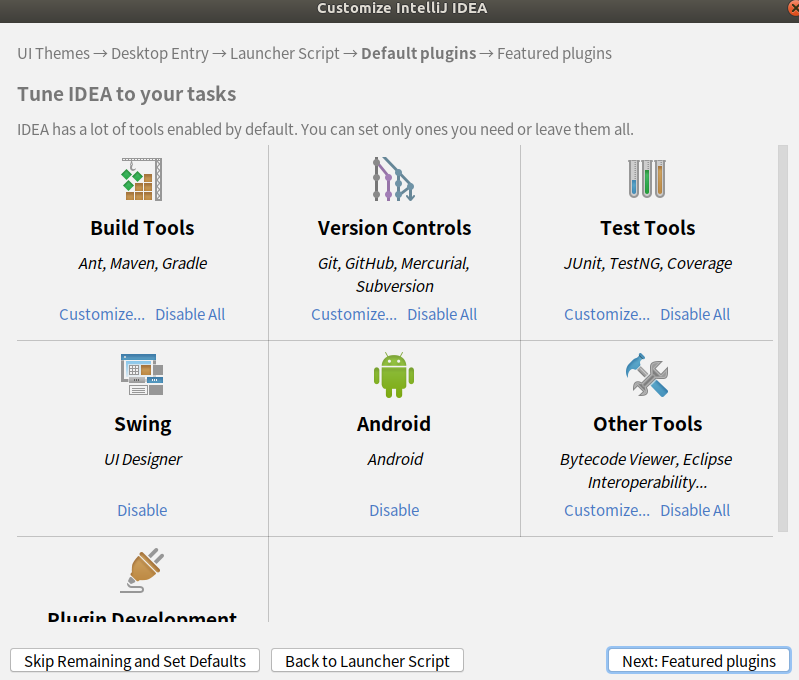 Customize IntelliJ IDEA
UI Themes → Desktop Entry → Launcher Script → Default plugins → Featured plugins
Tune IDEA to your tasks
IDEA has a lot of tools enabled by default. You can set only ones you need or leave them all.
Build Tools
Ant, Maven, Gradle
Customize... Disable All
Version Controls
Git, GitHub, Mercurial,
Subversion
Customize... Disable All
Test Tools
JUnit, TestNG, Coverage
Customize... Disable All
Swing
UI Designer
Disable
Android
Android
Disable
Other Tools
Bytecode Viewer, Eclipse
Interoperability...
Customize... Disable All
Plugin Development
Skip Remaining and Set Defaults
Back to Launcher Script
Next: Featured plugins